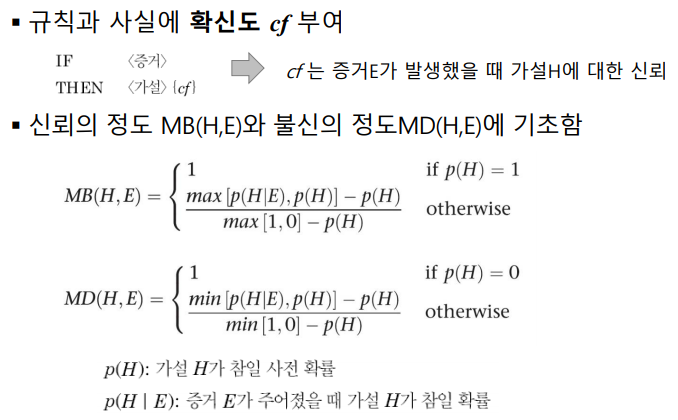 ▪ 규칙과 사실에 확신도 cf 부여
IF 〈증거〉
THEN 〈가설〉 {cf}
cf 는 증거E가 발생했을 때 가설H에 대한 신뢰
▪ 신뢰의 정도 MB(H,E)와 불신의 정도MD(H,E)에 기초함
MB(H, E) = { 1 if p(H) = 1
max [p(H|E), p(H)] − p(H)
max [1, 0] − p(H) otherwise
MD(H, E) = { 1 if p(H) = 0
min [p(H|E), p(H)] − p(H)
min [1, 0] − p(H) otherwise
p(H): 가설 H가 참일 사전 확률
p(H | E): 증거 E가 주어졌을 때 가설 H가 참일 확률